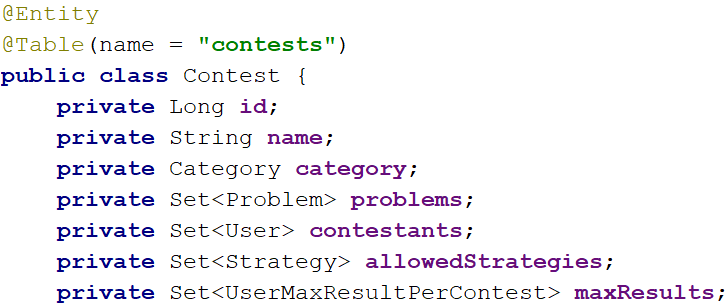 @Entity
@Table(name = "contests")
public class Contest {
    private Long id;
    private String name;
    private Category category;
    private Set<Problem> problems;
    private Set<User> contestants;
    private Set<Strategy> allowedStrategies;
    private Set<UserMaxResultPerContest> maxResults;